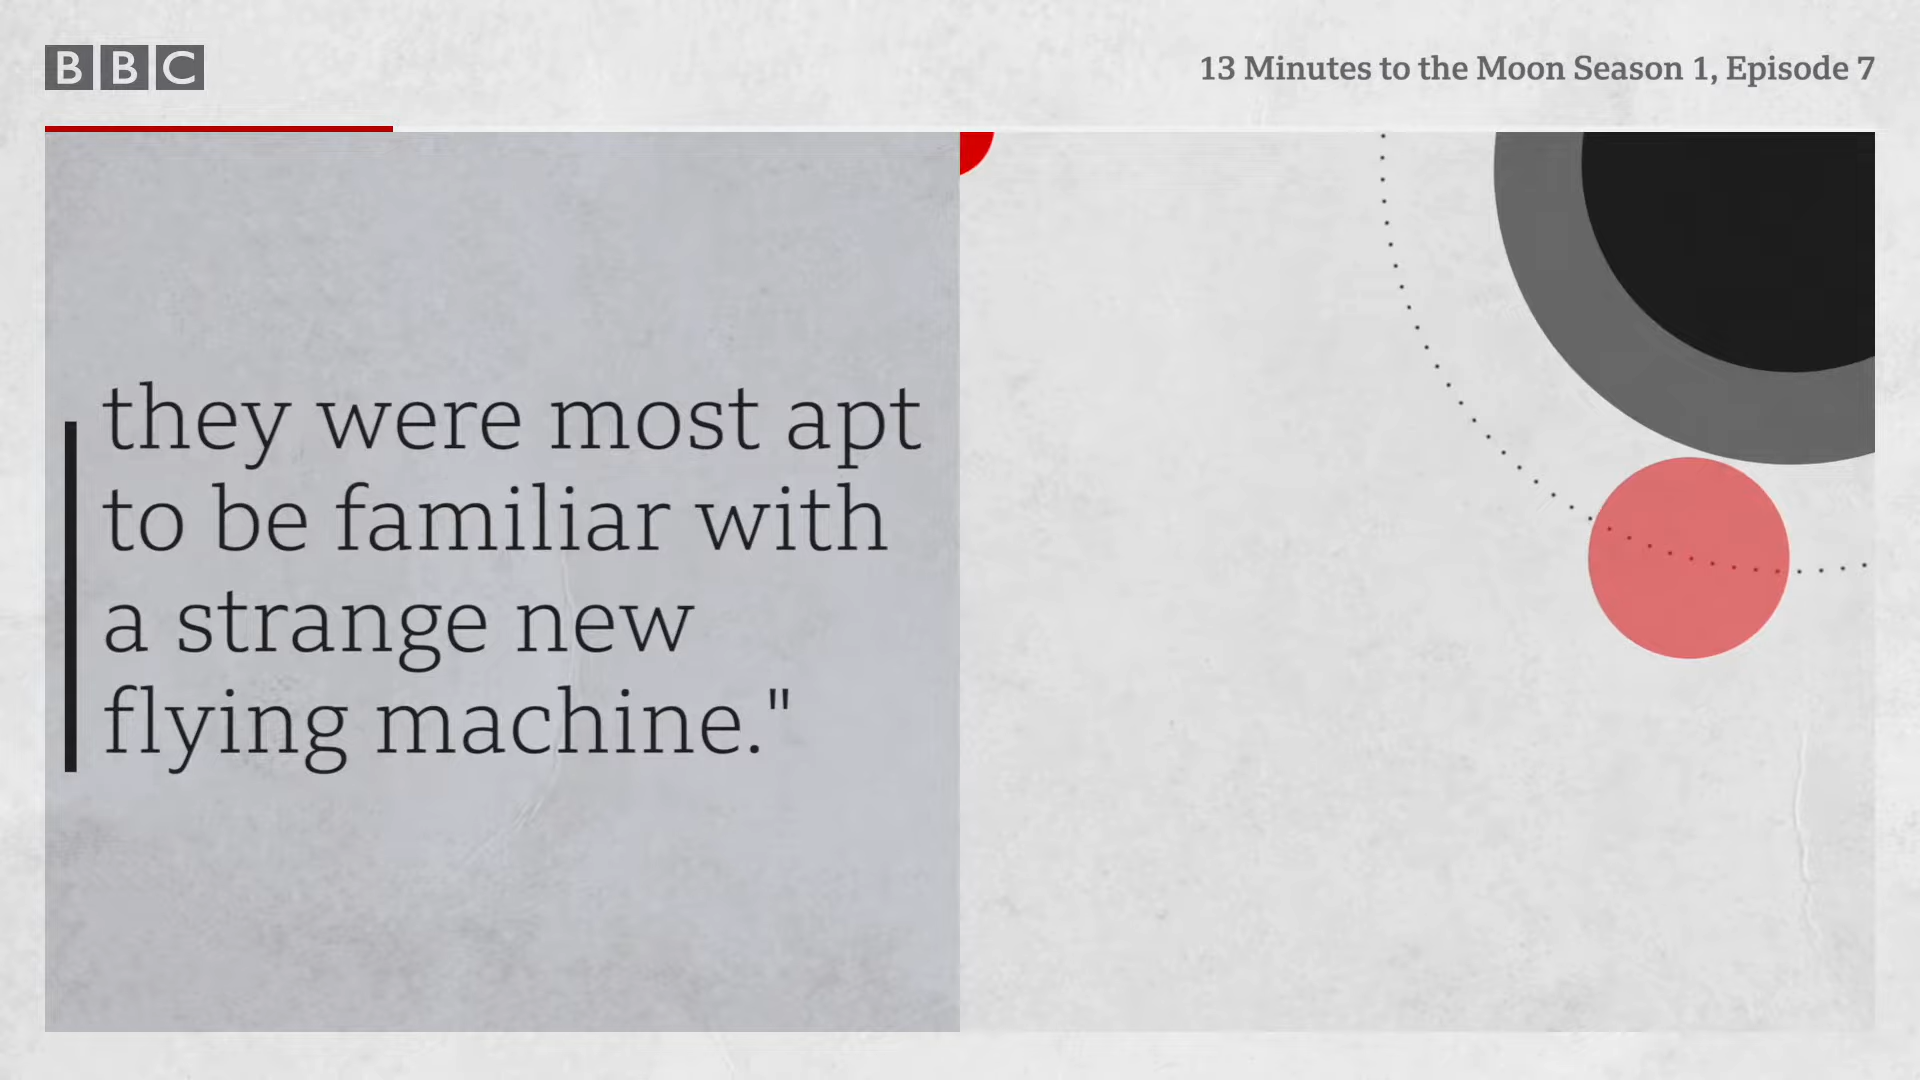 BBC
13 Minutes to the Moon Season 1, Episode 7
they were most apt
to be familiar with
a strange new
flying machine."